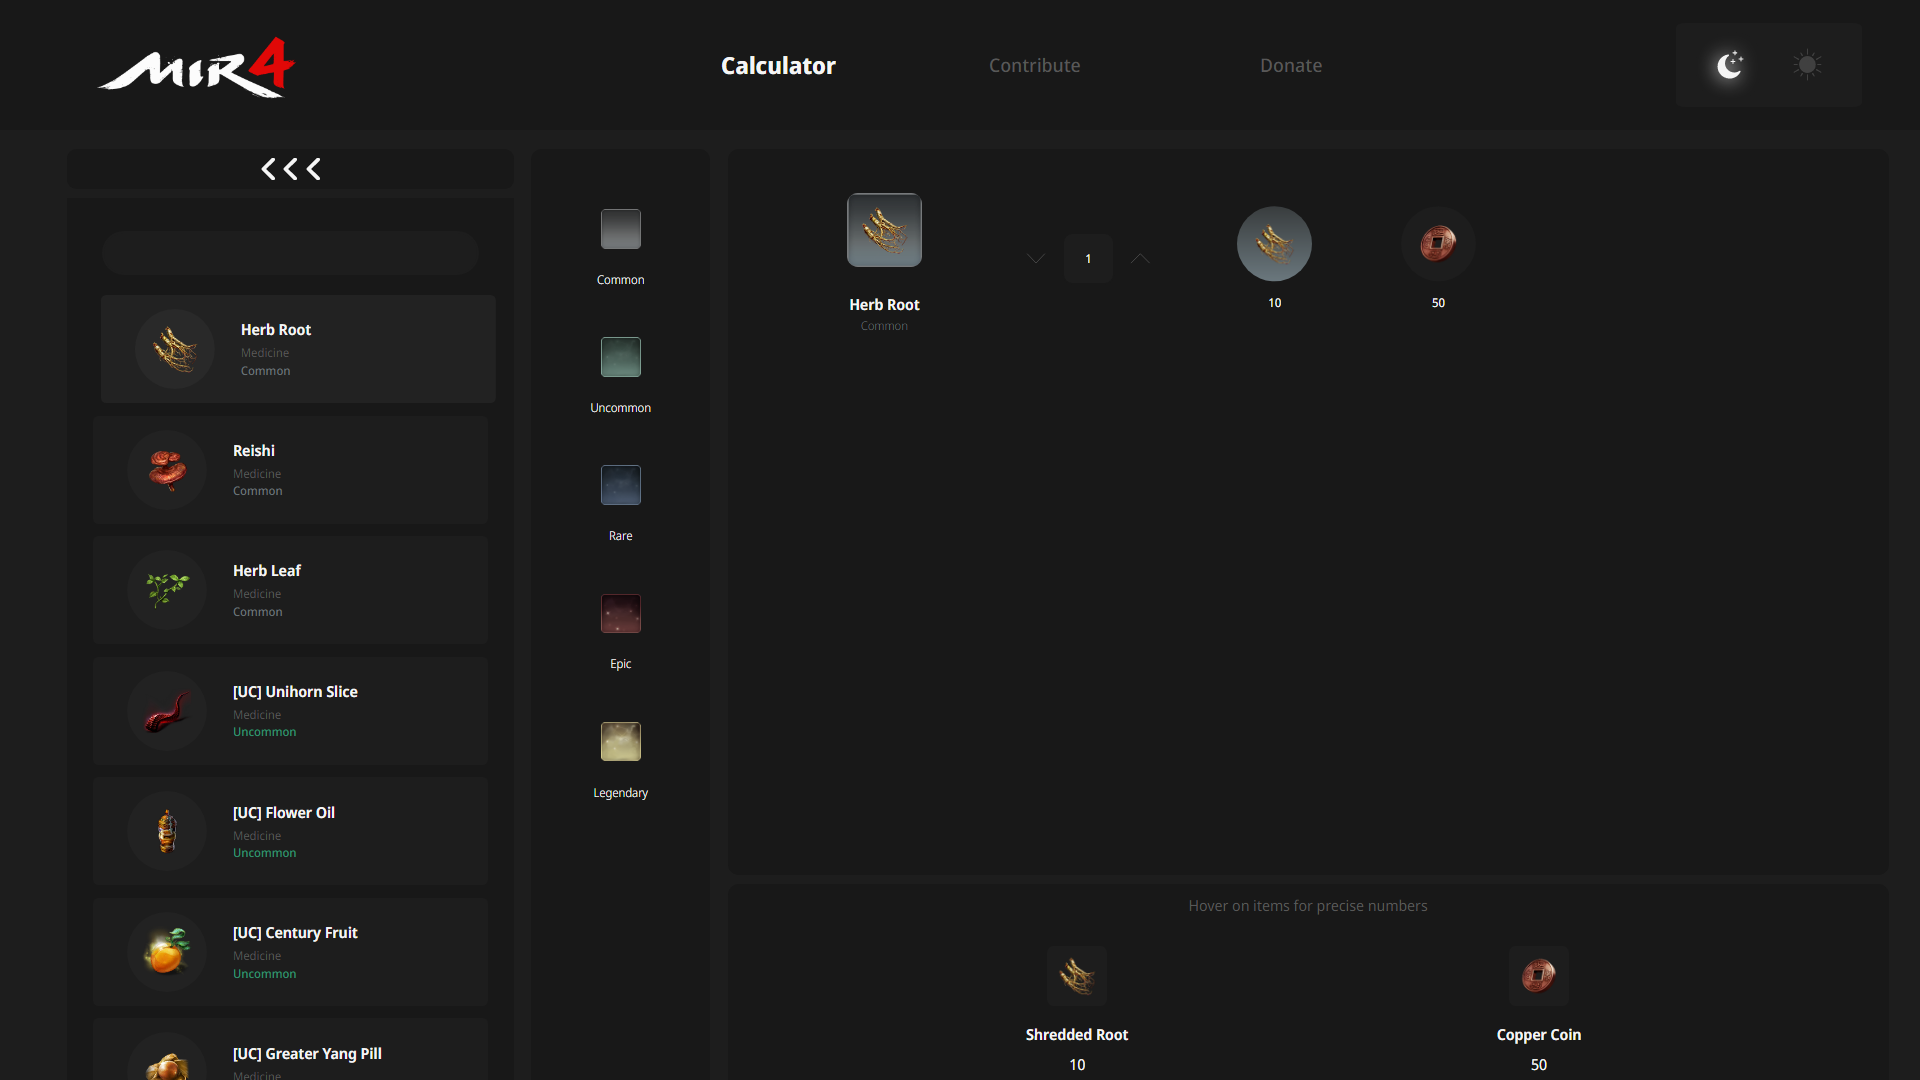 MIR4
Calculator
Contribute
Donate
Herb Root
Medicine
Common
Reishi
Medicine
Common
Herb Leaf
Medicine
Common
[UC] Unihorn Slice
Medicine
Uncommon
[UC] Flower Oil
Medicine
Uncommon
[UC] Century Fruit
Medicine
Uncommon
[UC] Greater Yang Pill
Medicine
Common
Uncommon
Rare
Epic
Legendary
Herb Root
Common
1
10
50
Hover on items for precise numbers
Shredded Root
10
Copper Coin
50